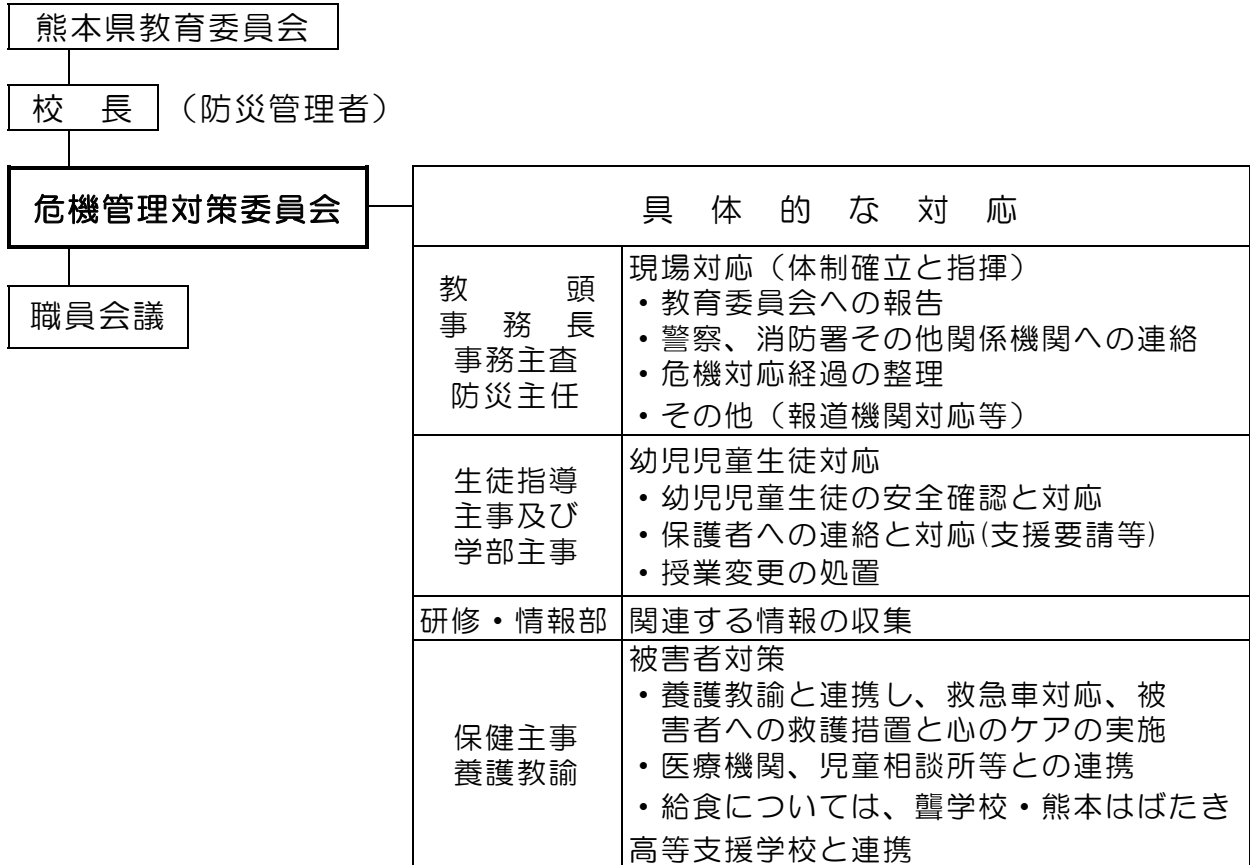 熊本県教育委員会
校　長　（防災管理者）
危機管理対策委員会
職員会議
具　体　的　な　対　応
教　　　頭
事　務　長
事務主査
防災主任
現場対応（体制確立と指揮）
・教育委員会への報告
・警察、消防署その他関係機関への連絡
・危機対応経過の整理
・その他（報道機関対応等）
生徒指導
主事及び
学部主事
幼児児童生徒対応
・幼児児童生徒の安全確認と対応
・保護者への連絡と対応(支援要請等)
・授業変更の処置
研修・情報部
関連する情報の収集
保健主事
養護教諭
被害者対策
・養護教諭と連携し、救急車対応、被
害者への救護措置と心のケアの実施
・医療機関、児童相談所等との連携
・給食については、聾学校・熊本はばたき
高等支援学校と連携